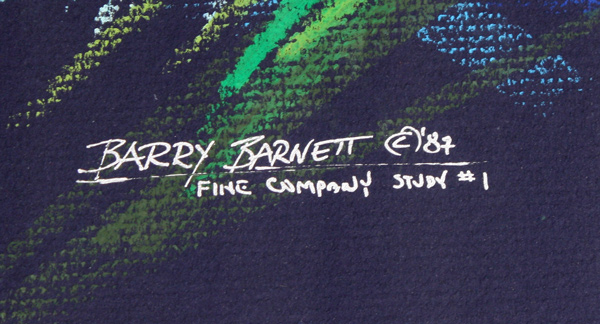 BARRY BARNETT ©'87
FINE COMPANY STUDY #1